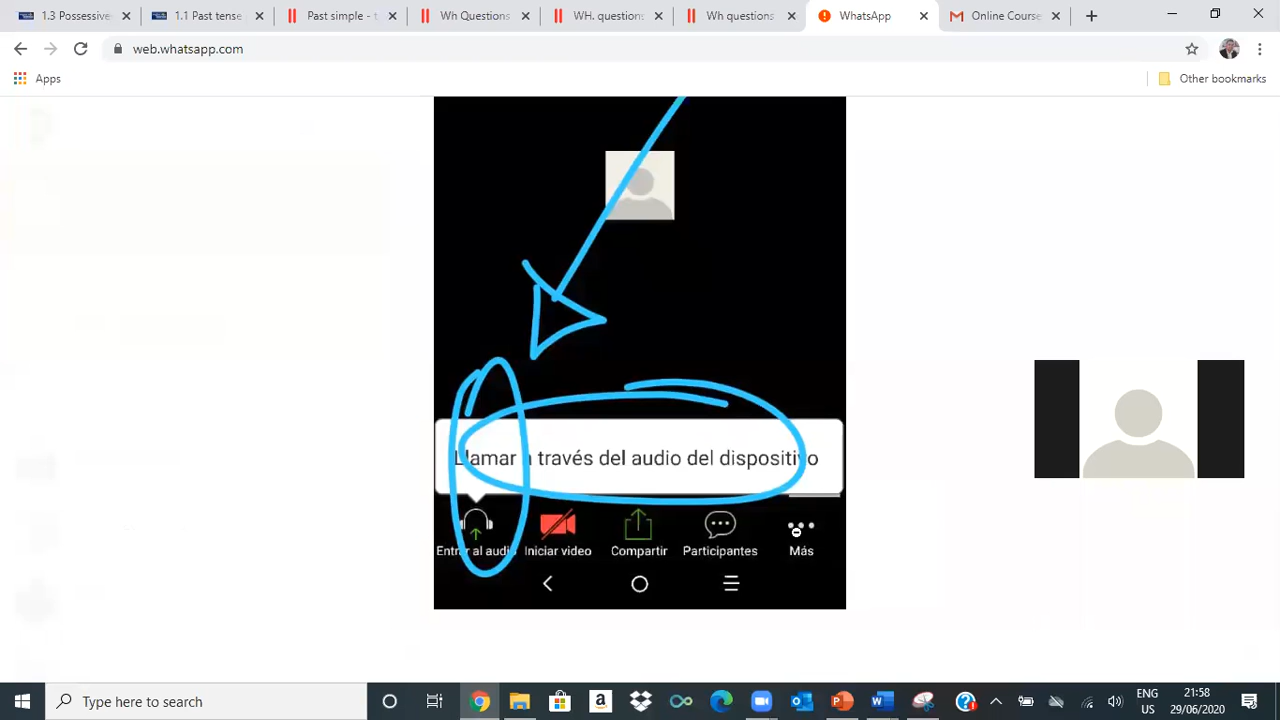 1.3 Possessive
1.1 Past tense
Past simple - t
Wh Questions
WH. questions
Wh questions
WhatsApp
Online Course
web.whatsapp.com
Apps
Other bookmarks
Llamar a través del audio del dispositivo
Entrar al audio
Iniciar video
Compartir
Participantes
Más
Type here to search
ENG
US
21:58
29/06/2020